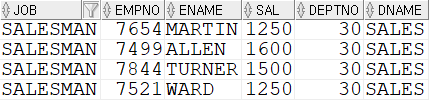 JOB EMPNO ENAME SAL DEPTNO DNAME
SALESMAN 7654 MARTIN 1250 30 SALES
SALESMAN 7499 ALLEN 1600 30 SALES
SALESMAN 7844 TURNER 1500 30 SALES
SALESMAN 7521 WARD 1250 30 SALES